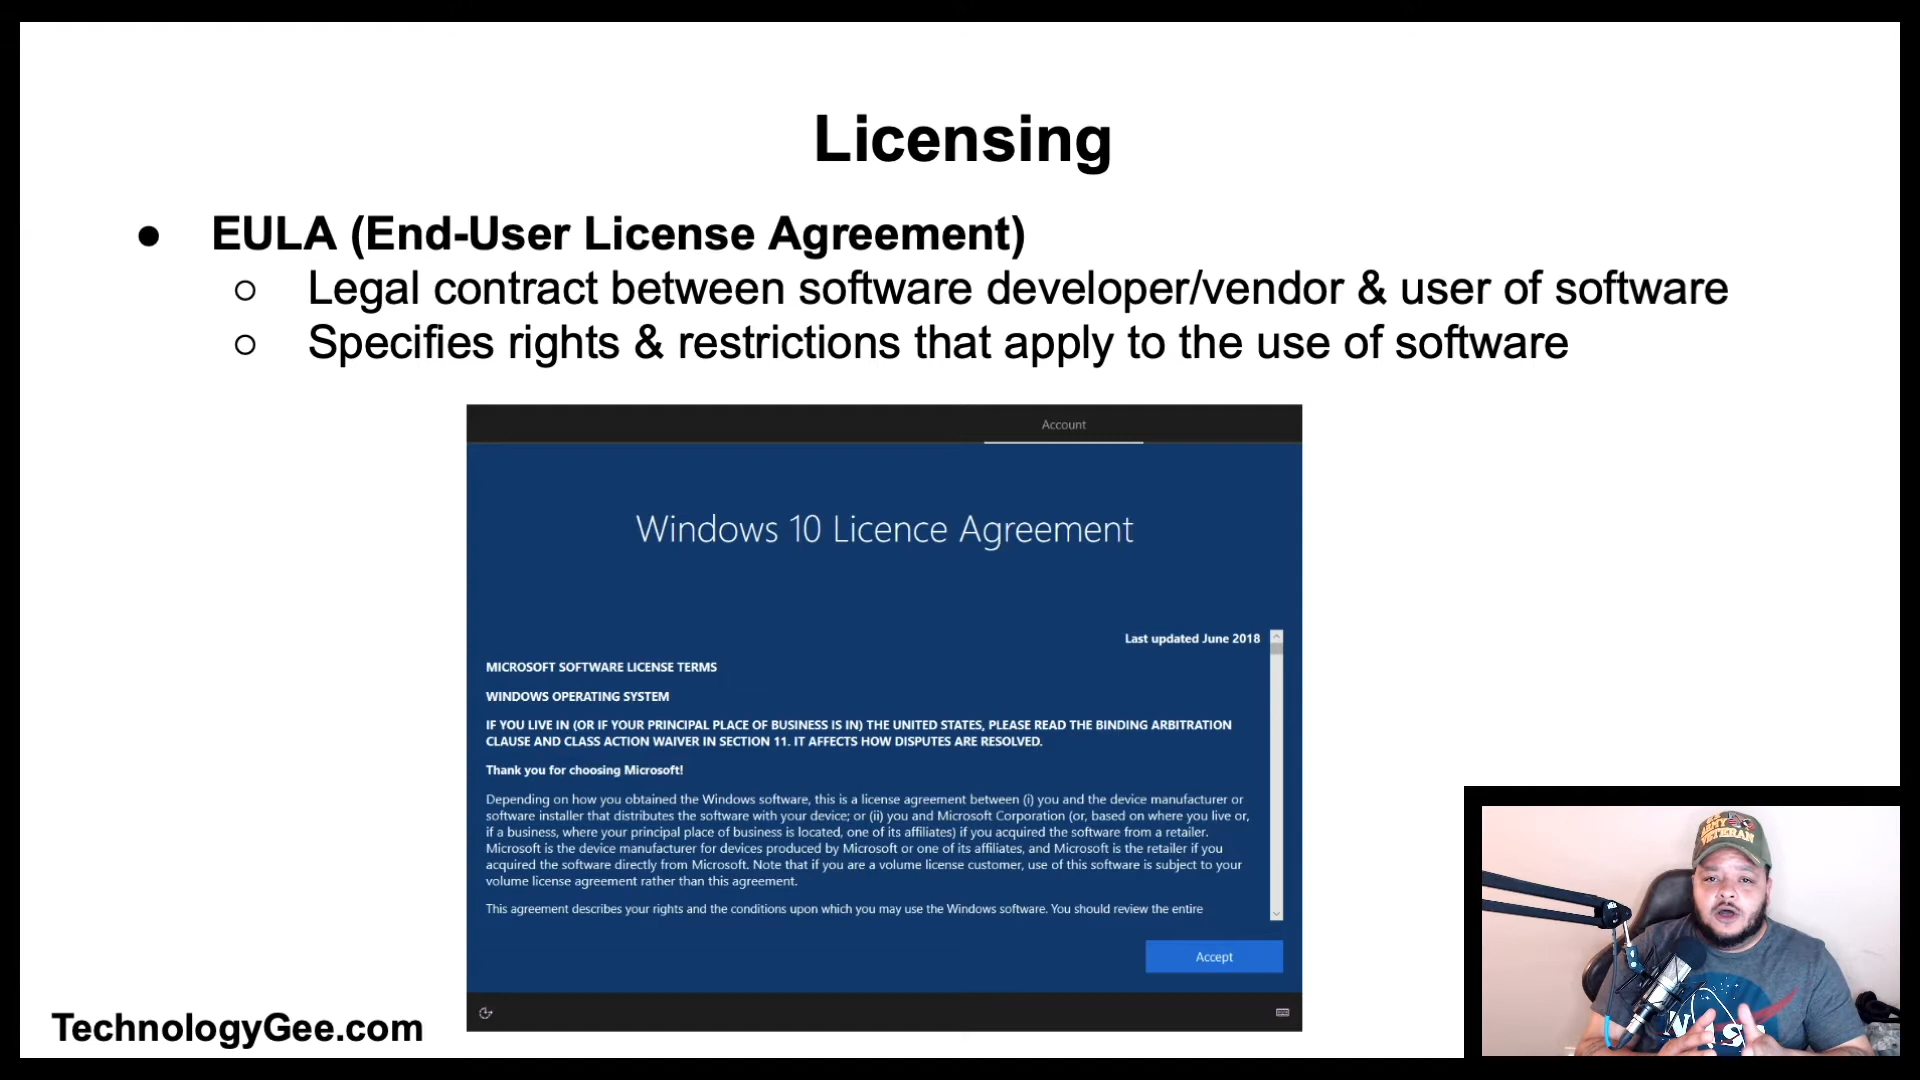 Licensing
● EULA (End-User License Agreement)
○ Legal contract between software developer/vendor & user of software
○ Specifies rights & restrictions that apply to the use of software
Account
Windows 10 Licence Agreement
Last updated June 2018
MICROSOFT SOFTWARE LICENSE TERMS
WINDOWS OPERATING SYSTEM
IF YOU LIVE IN (OR IF YOUR PRINCIPAL PLACE OF BUSINESS IS IN) THE UNITED STATES, PLEASE READ THE BINDING ARBITRATION
CLAUSE AND CLASS ACTION WAIVER IN SECTION 11. IT AFFECTS HOW DISPUTES ARE RESOLVED.
Thank you for choosing Microsoft!
Depending on how you obtained the Windows software, this is a license agreement between (i) you and the device manufacturer or
software installer that distributes the software with your device; or (ii) you and Microsoft Corporation (or, based on where you live or,
if a business, where your principal place of business is located, one of its affiliates) if you acquired the software from a retailer.
Microsoft is the device manufacturer for devices produced by Microsoft or one of its affiliates, and Microsoft is the retailer if you
acquired the software directly from Microsoft. Note that if you are a volume license customer, use of this software is subject to your
volume license agreement rather than this agreement.
This agreement describes your rights and the conditions upon which you may use the Windows software. You should review the entire
Accept
TechnologyGee.com
ARMY
VETERAN
NASA